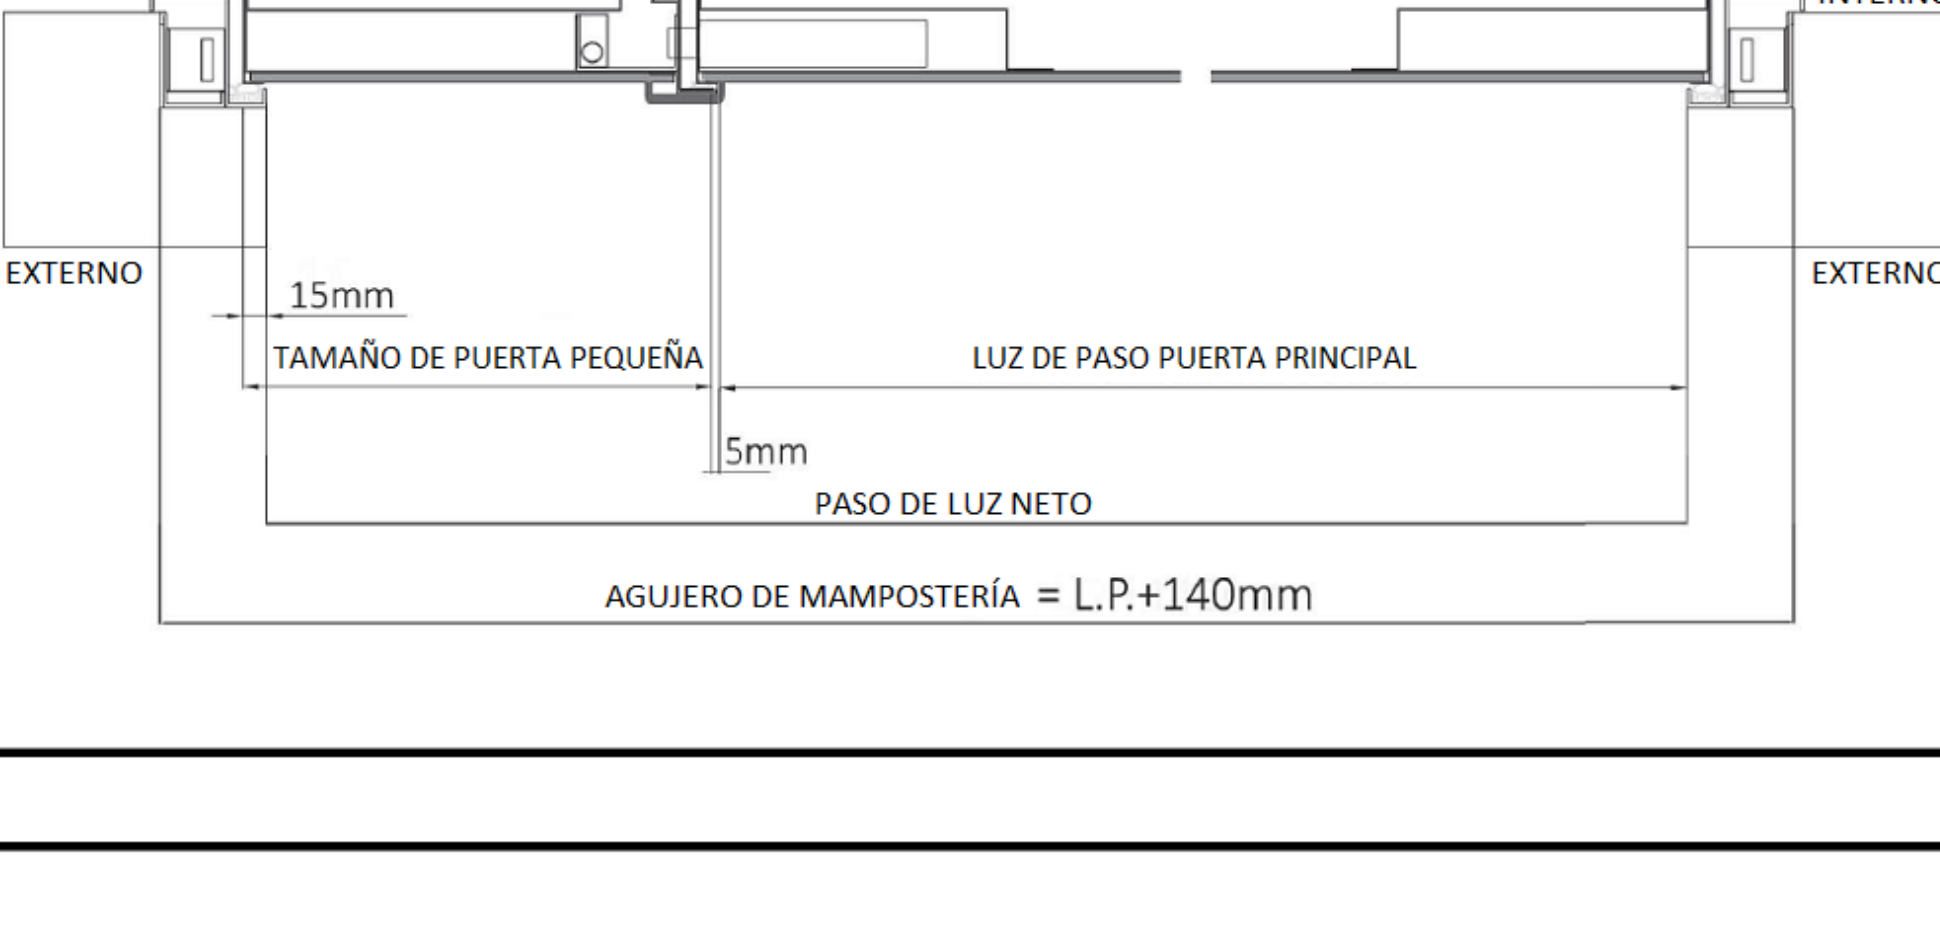 EXTERNO
EXTERNO
15mm
TAMAÑO DE PUERTA PEQUEÑA
LUZ DE PASO PUERTA PRINCIPAL
5mm
PASO DE LUZ NETO
AGUJERO DE MAMPOSTERÍA = L.P.+140mm